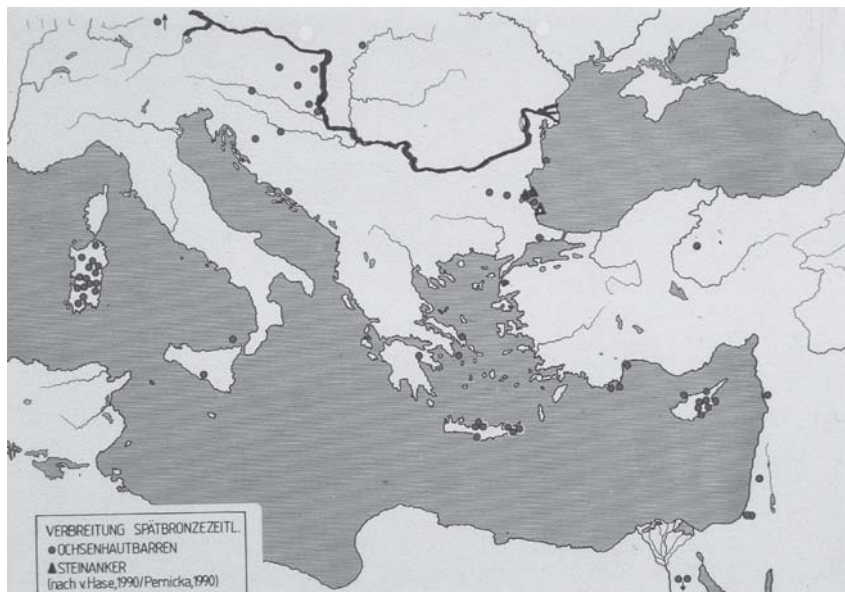 VERBREITUNG SPÄTBRONZEZEITL.
OCHSENHAUTBARREN
STEINANKER
(nach v.Hase,1990/Pernicka,1990)